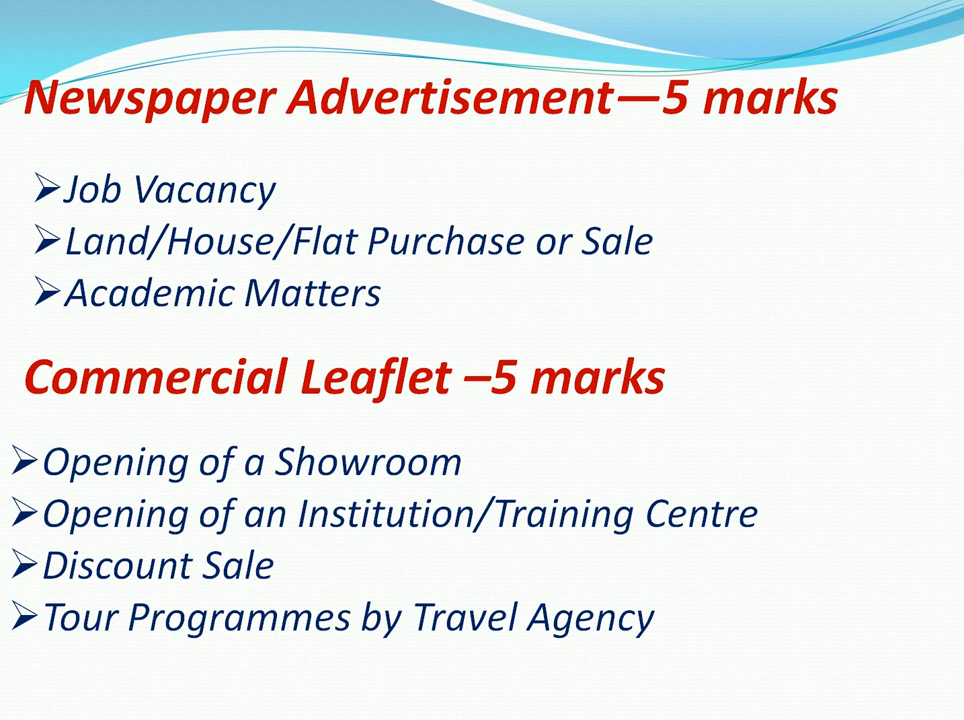 Newspaper Advertisement—5 marks
➢Job Vacancy
➢Land/House/Flat Purchase or Sale
➢Academic Matters
Commercial Leaflet –5 marks
➢Opening of a Showroom
➢Opening of an Institution/Training Centre
➢Discount Sale
➢Tour Programmes by Travel Agency